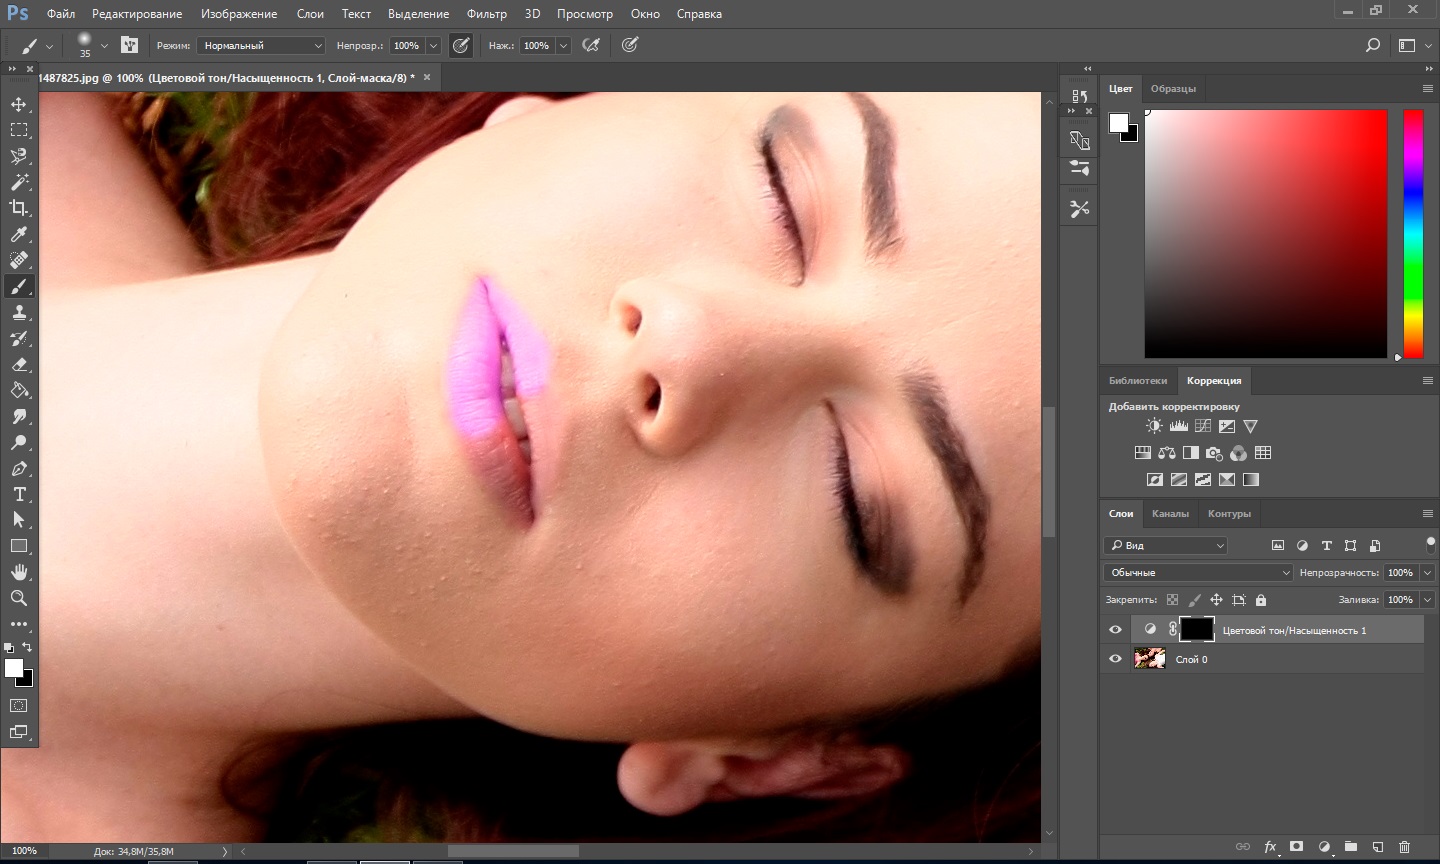 Ps Файл Редактирование Изображение Слои Текст Выделение Фильтр 3D Просмотр Окно Справка
35 Режим: Нормальный Непрозр.: 100% Наж.: 100%
1487825.jpg @ 100% (Цветовой тон/Насыщенность 1, Слой-маска/8) * ×
Цвет Образцы
Библиотеки Коррекция
Добавить корректировку
Слои Каналы Контуры
Вид
Обычные Непрозрачность: 100%
Закрепить: Заливка: 100%
Цветовой тон/Насыщенность 1
Слой 0
fx
100% Док: 34,8M/35,8M